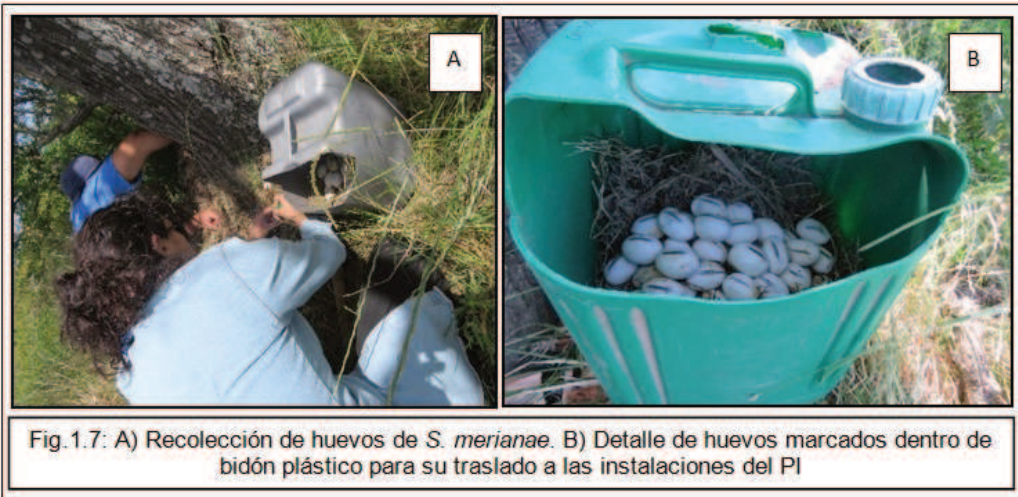 A
B
Fig.1.7: A) Recolección de huevos de S. merianae. B) Detalle de huevos marcados dentro de
bidón plástico para su traslado a las instalaciones del PI